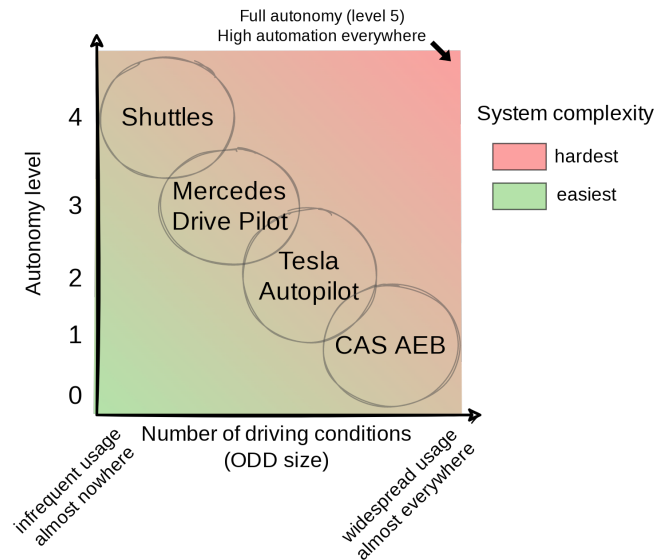 Full autonomy (level 5)
High automation everywhere
System complexity
hardest
easiest
Autonomy level
4
3
2
1
0
Shuttles
Mercedes
Drive Pilot
Tesla
Autopilot
CAS AEB
Number of driving conditions
(ODD size)
infrequent usage
almost nowhere
widespread usage
almost everywhere